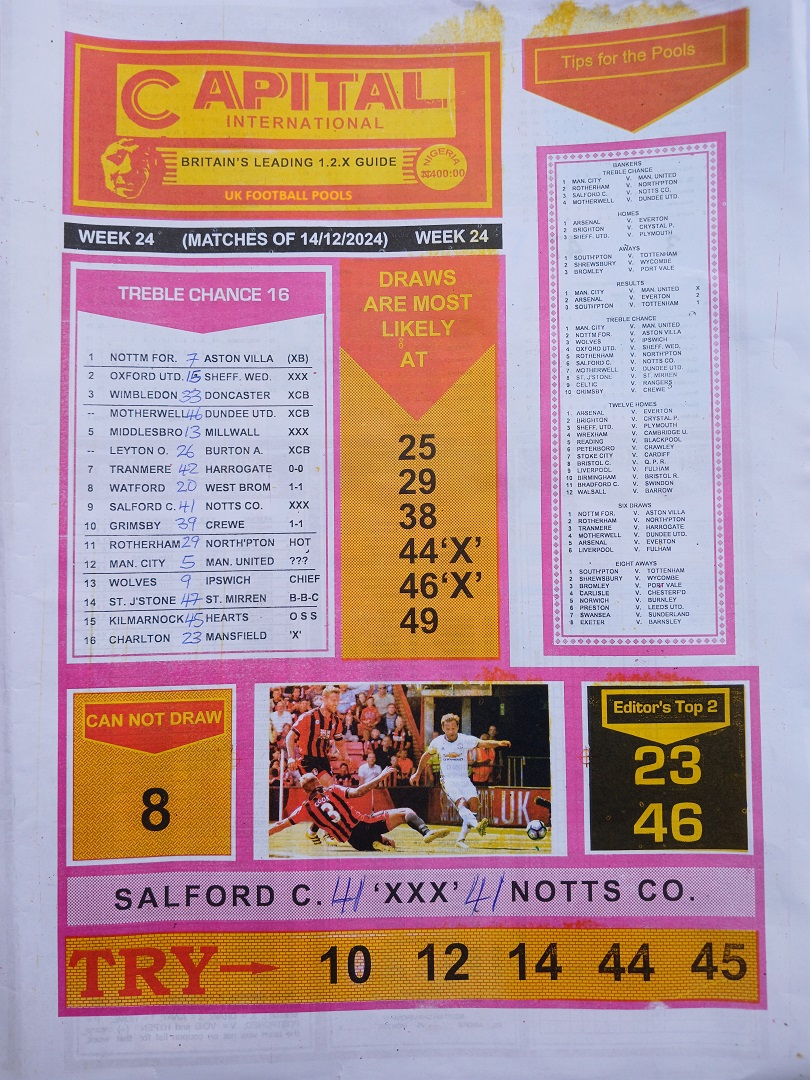 CAPITAL
INTERNATIONAL
BRITAIN'S LEADING 1.2.X GUIDE
NIGERIA
₦400:00
UK FOOTBALL POOLS
WEEK 24 (MATCHES OF 14/12/2024) WEEK 24
TREBLE CHANCE 16
1 NOTTM FOR. 7 ASTON VILLA (XB)
2 OXFORD UTD. 15 SHEFF. WED. XXX
3 WIMBLEDON 33 DONCASTER XCB
-- MOTHERWELL 46 DUNDEE UTD. XCB
5 MIDDLESBRO 13 MILLWALL XXX
-- LEYTON O. 26 BURTON A. XCB
7 TRANMERE 42 HARROGATE 0-0
8 WATFORD 20 WEST BROM 1-1
9 SALFORD C. 41 NOTTS CO. XXX
10 GRIMSBY 39 CREWE 1-1
11 ROTHERHAM 29 NORTH'PTON HOT
12 MAN. CITY 5 MAN. UNITED ???
13 WOLVES 9 IPSWICH CHIEF
14 ST. J'STONE 47 ST. MIRREN B-B-C
15 KILMARNOCK 45 HEARTS O S S
16 CHARLTON 23 MANSFIELD 'X'
DRAWS
ARE MOST
LIKELY
AT
25
29
38
44'X'
46'X'
49
Tips for the Pools
BANKERS
TREBLE CHANCE
1 MAN. CITY V. MAN. UNITED
2 ROTHERHAM V. NORTH'PTON
3 SALFORD C. V. NOTTS CO.
4 MOTHERWELL V. DUNDEE UTD.
HOMES
1 ARSENAL V. EVERTON
2 BRIGHTON V. CRYSTAL P.
3 SHEFF. UTD. V. PLYMOUTH
AWAYS
1 SOUTH'PTON V. TOTTENHAM
2 SHREWSBURY V. WYCOMBE
3 BROMLEY V. PORT VALE
RESULTS
1 MAN. CITY V. MAN. UNITED X
2 ARSENAL V. EVERTON 2
3 SOUTH'PTON V. TOTTENHAM 1
TREBLE CHANCE
1 MAN. CITY V. MAN. UNITED
2 NOTTM FOR. V. ASTON VILLA
3 WOLVES V. IPSWICH
4 OXFORD UTD. V. SHEFF. WED.
5 ROTHERHAM V. NORTH'PTON
6 SALFORD C. V. NOTTS CO.
7 MOTHERWELL V. DUNDEE UTD.
8 ST. J'STONE V. ST. MIRREN
9 CELTIC V. RANGERS
10 GRIMSBY V. CREWE
TWELVE HOMES
1 ARSENAL V. EVERTON
2 BRIGHTON V. CRYSTAL P.
3 SHEFF. UTD. V. PLYMOUTH
4 WREXHAM V. CAMBRIDGE U.
5 READING V. BLACKPOOL
6 PETERBORO V. CRAWLEY
7 STOKE CITY V. CARDIFF
8 BRISTOL C. V. Q. P. R.
9 LIVERPOOL V. FULHAM
10 BIRMINGHAM V. BRISTOL R.
11 BRADFORD C. V. SWINDON
12 WALSALL V. BARROW
SIX DRAWS
1 NOTTM FOR. V. ASTON VILLA
2 ROTHERHAM V. NORTH'PTON
3 TRANMERE V. HARROGATE
4 MOTHERWELL V. DUNDEE UTD.
5 ARSENAL V. EVERTON
6 LIVERPOOL V. FULHAM
EIGHT AWAYS
1 SOUTH'PTON V. TOTTENHAM
2 SHREWSBURY V. WYCOMBE
3 BROMLEY V. PORT VALE
4 CARLISLE V. CHESTERF'D
5 NORWICH V. BURNLEY
6 PRESTON V. LEEDS UTD.
7 SWANSEA V. SUNDERLAND
8 EXETER V. BARNSLEY
CAN NOT DRAW
8
COOK
3
.UK
Editor's Top 2
23
46
SALFORD C. 41 'XXX' 41 NOTTS CO.
TRY→ 10 12 14 44 45